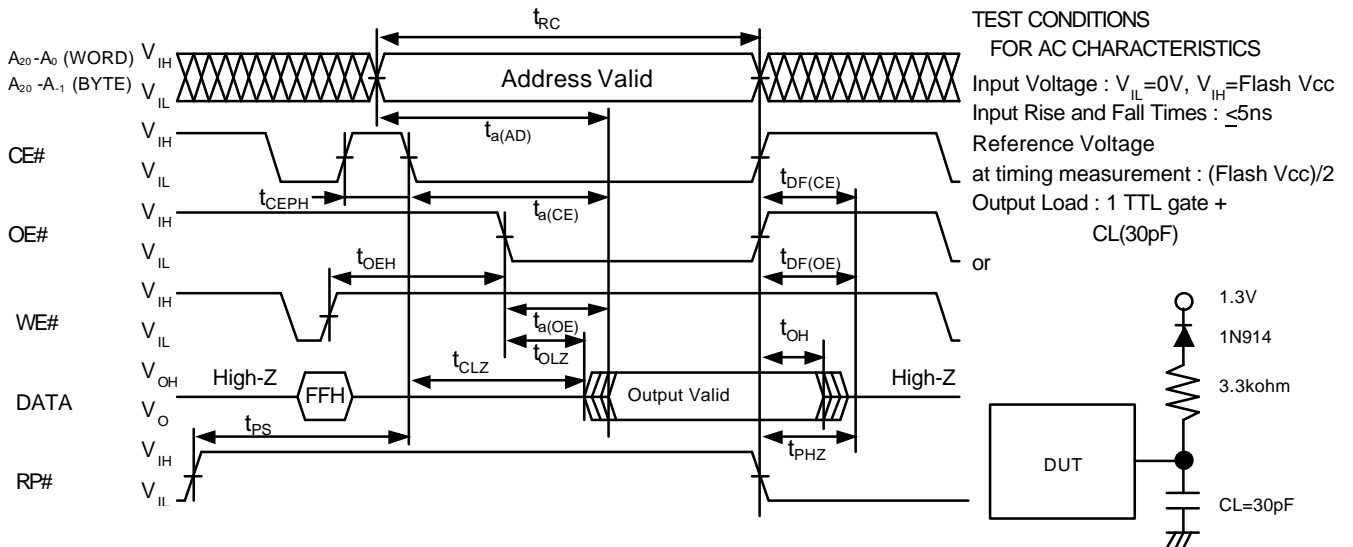 tRC
A20 -A0 (WORD) VIH
A20 -A-1 (BYTE) VIL
Address Valid
ta(AD)
CE#
VIH
VIL
tCEPH
ta(CE)
tDF(CE)
OE#
VIH
VIL
tOEH
tDF(OE)
WE#
VIH
VIL
ta(OE)
tOLZ
tOH
tCLZ
DATA
VOH
VO
High-Z
FFH
Output Valid
High-Z
tPS
tPHZ
RP#
VIH
VIL
TEST CONDITIONS
FOR AC CHARACTERISTICS
Input Voltage : VIL=0V, VIH=Flash Vcc
Input Rise and Fall Times : ≤5ns
Reference Voltage
at timing measurement : (Flash Vcc)/2
Output Load : 1 TTL gate +
CL(30pF)
or
1.3V
1N914
3.3kohm
DUT
CL=30pF